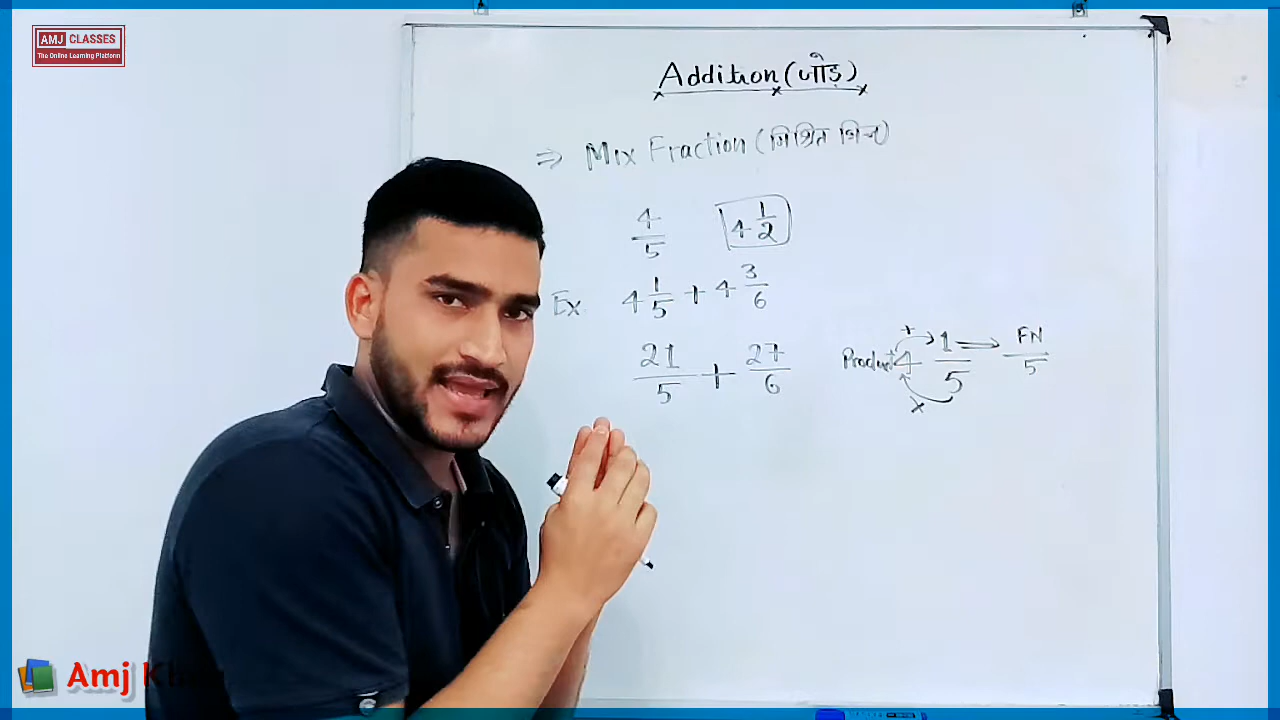 AMJ CLASSES
The Online Learning Platform
Addition (जोड़)
⇒ Mix Fraction (मिश्रित भिन्न)
4/5 4 1/2
Ex. 4 1/5 + 4 3/6
21/5 + 27/6
Product 4 1/5 ⇒ FN/5
+
×
Amj